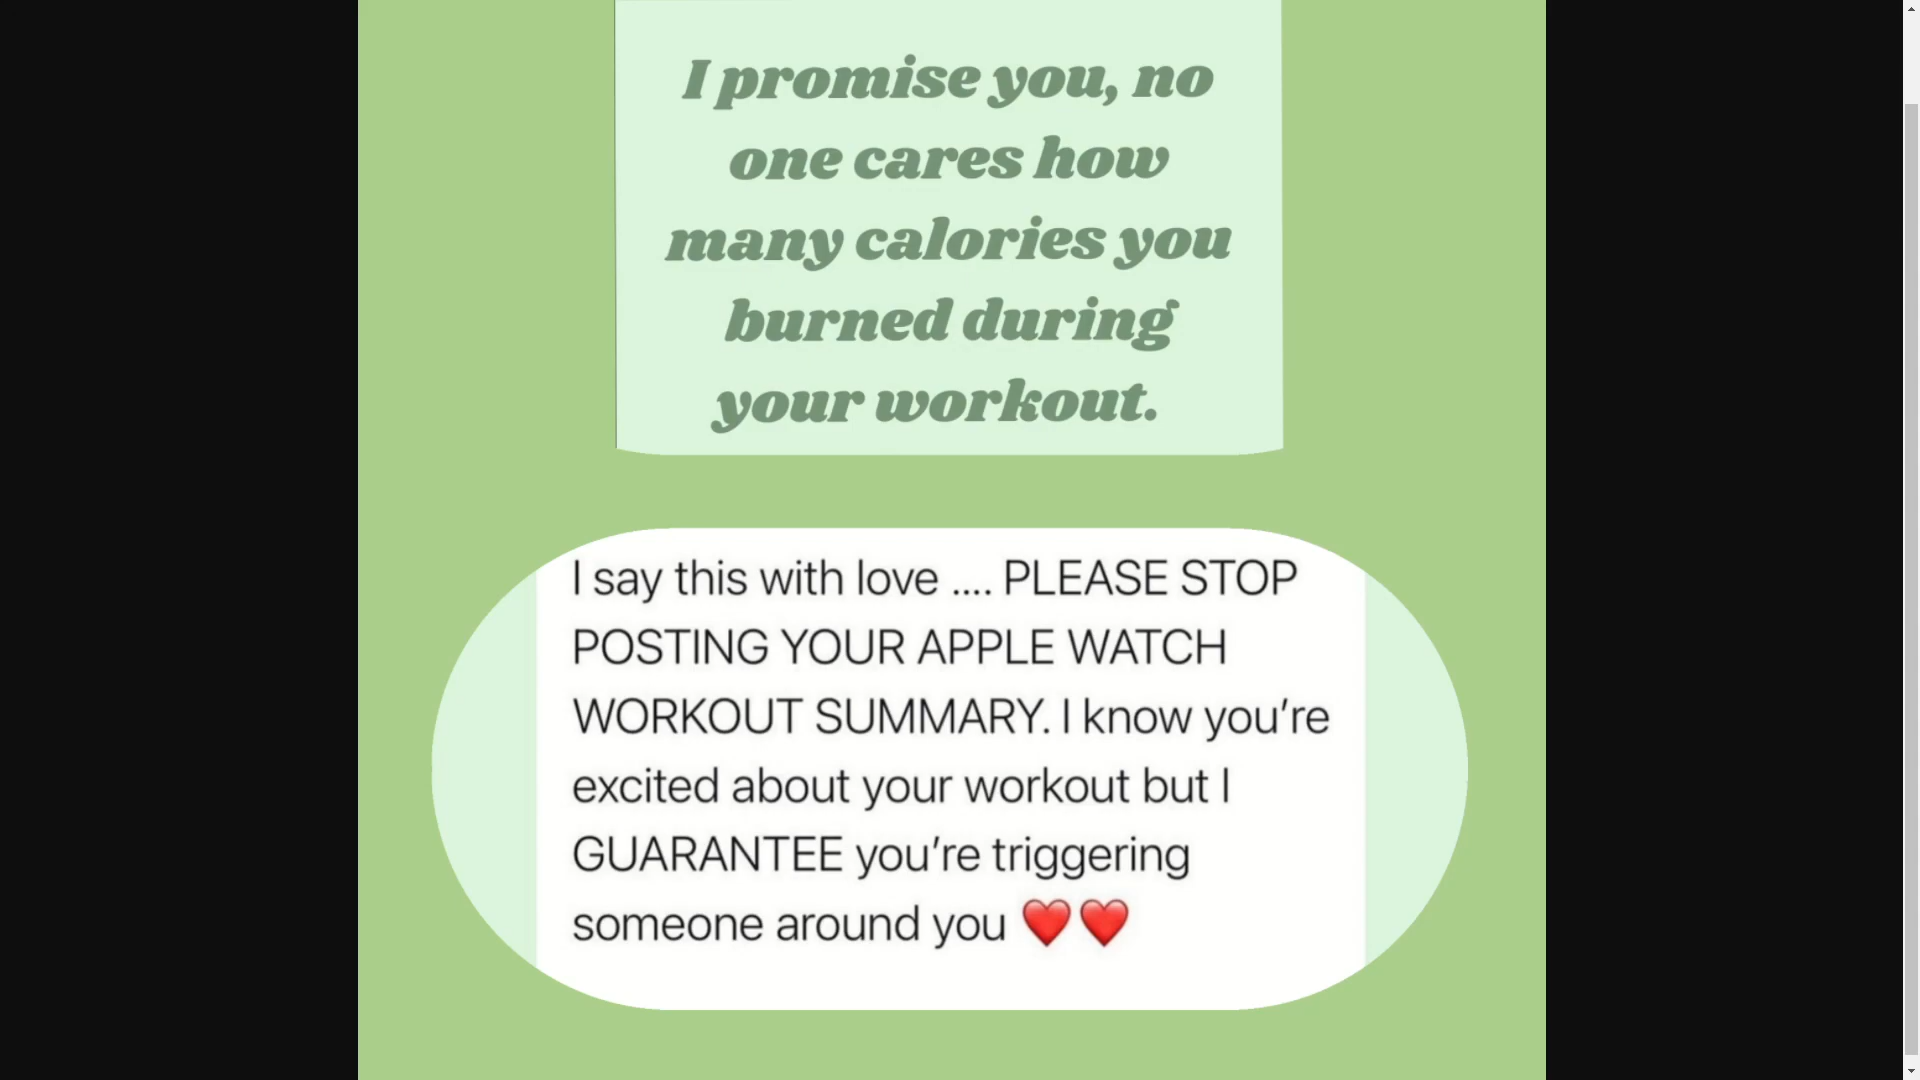 I promise you, no
one cares how
many calories you
burned during
your workout.
I say this with love .... PLEASE STOP
POSTING YOUR APPLE WATCH
WORKOUT SUMMARY. I know you’re
excited about your workout but I
GUARANTEE you’re triggering
someone around you ❤️❤️